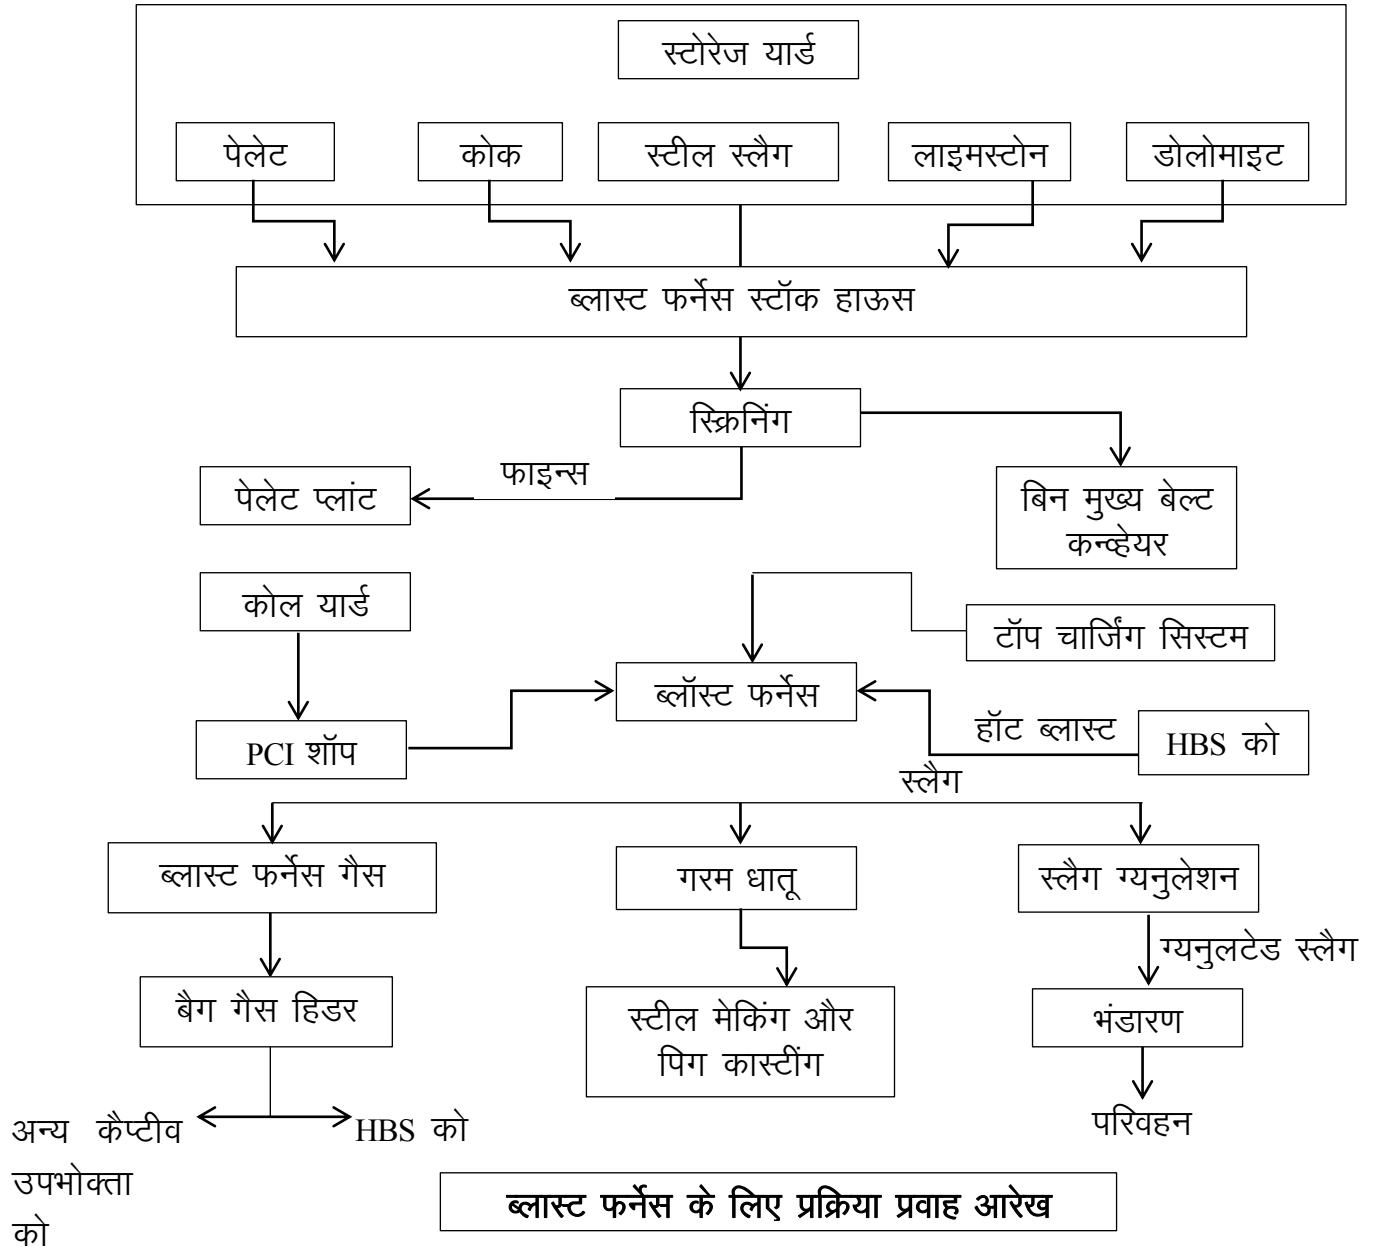 स्टोरेज यार्ड
पेलेट
कोक
स्टील स्लैग
लाइमस्टोन
डोलोमाइट
ब्लास्ट फर्नेस स्टॉक हाऊस
स्क्रिनिंग
फाइन्स
पेलेट प्लांट
बिन मुख्य बेल्ट
कन्व्हेयर
कोल यार्ड
टॉप चार्जिंग सिस्टम
ब्लॉस्ट फर्नेस
हॉट ब्लास्ट
HBS को
PCI शॉप
स्लैग
ब्लास्ट फर्नेस गैस
गरम धातू
स्लैग ग्यनुलेशन
ग्यनुलटेड स्लैग
बैग गैस हिडर
स्टील मेकिंग और
पिग कास्टींग
भंडारण
अन्य कैप्टीव
उपभोक्ता
को
HBS को
परिवहन
ब्लास्ट फर्नेस के लिए प्रक्रिया प्रवाह आरेख